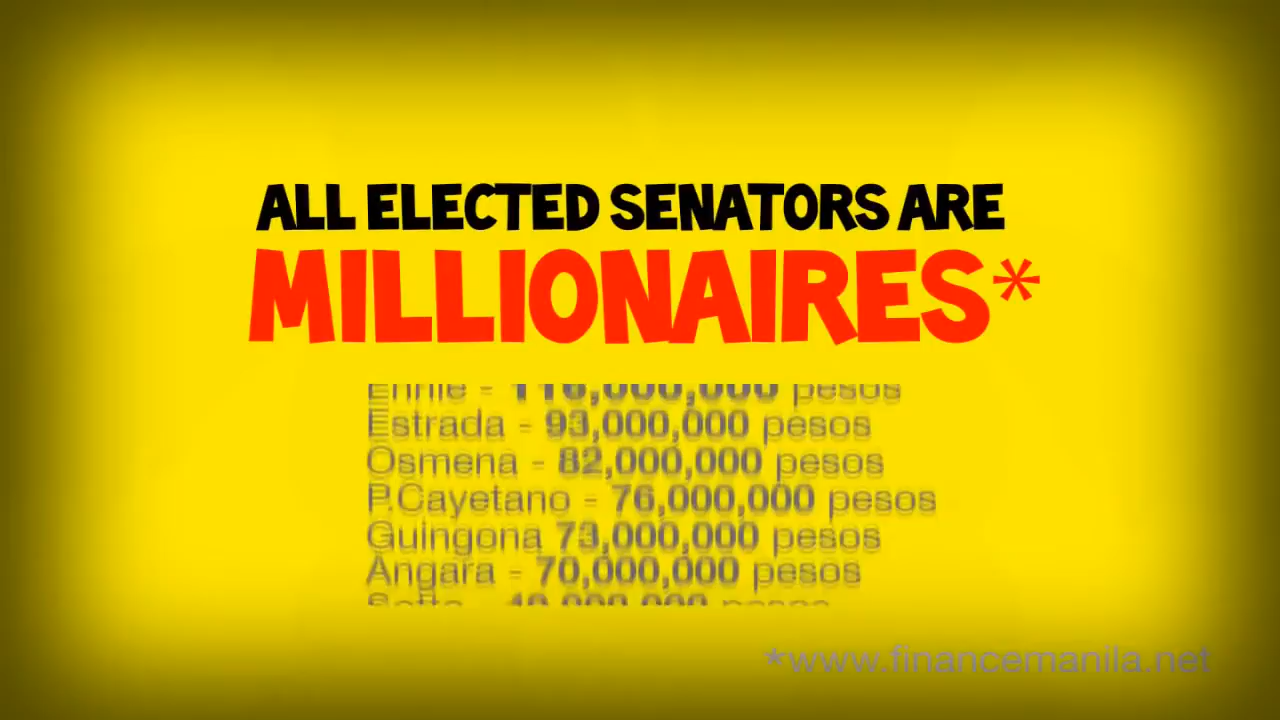 ALL ELECTED SENATORS ARE
MILLIONAIRES*
pesos
Estrada - 93,000,000 pesos
Osmena - 82,000,000 pesos
P.Cayetano - 76,000,000 pesos
Guingona 73,000,000 pesos
Angara - 70,000,000 pesos
*www.financemanila.net